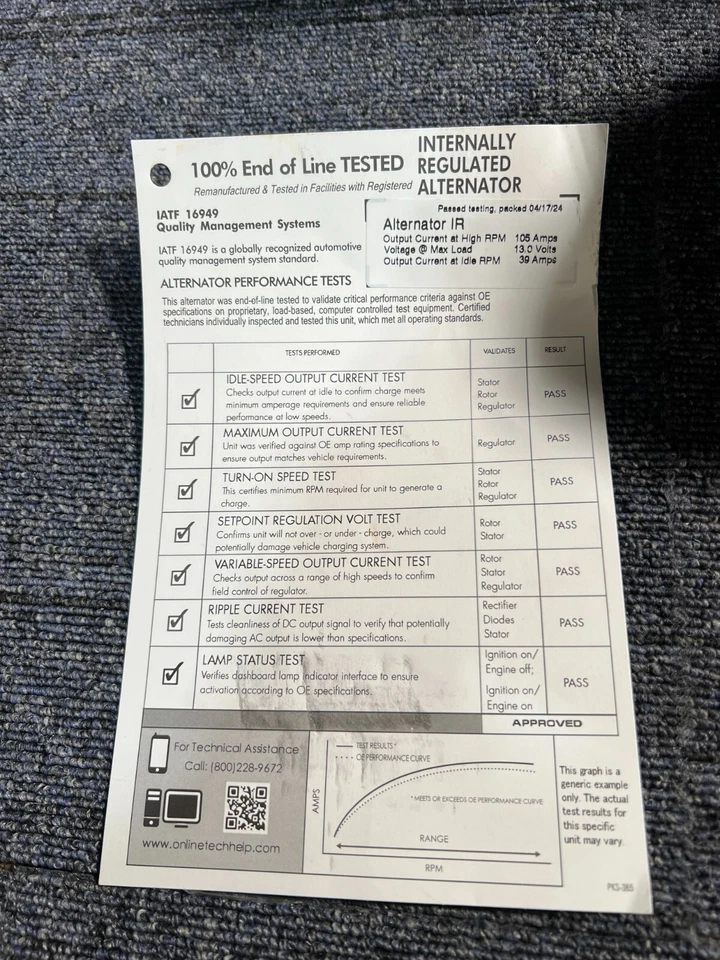 100% End of Line TESTED
Remanufactured & Tested in Facilities with Registered
INTERNALLY
REGULATED
ALTERNATOR
IATF 16949
Quality Management Systems
IATF 16949 is a globally recognized automotive
quality management system standard.
Passed testing, packed 04/17/24
Alternator IR
Output Current at High RPM 105 Amps
Voltage @ Max Load 13.0 Volts
Output Current at Idle RPM 39 Amps
ALTERNATOR PERFORMANCE TESTS
This alternator was end-of-line tested to validate critical performance criteria against OE
specifications on proprietary, load-based, computer controlled test equipment. Certified
technicians individually inspected and tested this unit, which met all operating standards.
TESTS PERFORMED VALIDATES RESULT
IDLE-SPEED OUTPUT CURRENT TEST
Checks output current at idle to confirm charge meets
minimum amperage requirements and ensure reliable
performance at low speeds.
Stator
Rotor
Regulator
PASS
MAXIMUM OUTPUT CURRENT TEST
Unit was verified against OE amp rating specifications to
ensure output matches vehicle requirements.
Regulator
PASS
TURN-ON SPEED TEST
This certifies minimum RPM required for unit to generate a
charge.
Stator
Rotor
Regulator
PASS
SETPOINT REGULATION VOLT TEST
Confirms unit will not over - or under - charge, which could
potentially damage vehicle charging system.
Rotor
Stator
PASS
VARIABLE-SPEED OUTPUT CURRENT TEST
Checks output across a range of high speeds to confirm
field control of regulator.
Rotor
Stator
Regulator
PASS
RIPPLE CURRENT TEST
Tests cleanliness of DC output signal to verify that potentially
damaging AC output is lower than specifications.
Rectifier
Diodes
Stator
PASS
LAMP STATUS TEST
Verifies dashboard lamp indicator interface to ensure
activation according to OE specifications.
Ignition on/
Engine off;
Ignition on/
Engine on
PASS
APPROVED
For Technical Assistance
Call: (800)228-9672
www.onlinetechhelp.com
TEST RESULTS*
OE PERFORMANCE CURVE
*MEETS OR EXCEEDS OE PERFORMANCE CURVE
AMPS
RANGE
RPM
This graph is a
generic example
only. The actual
test results for
this specific
unit may vary.
PKS-385